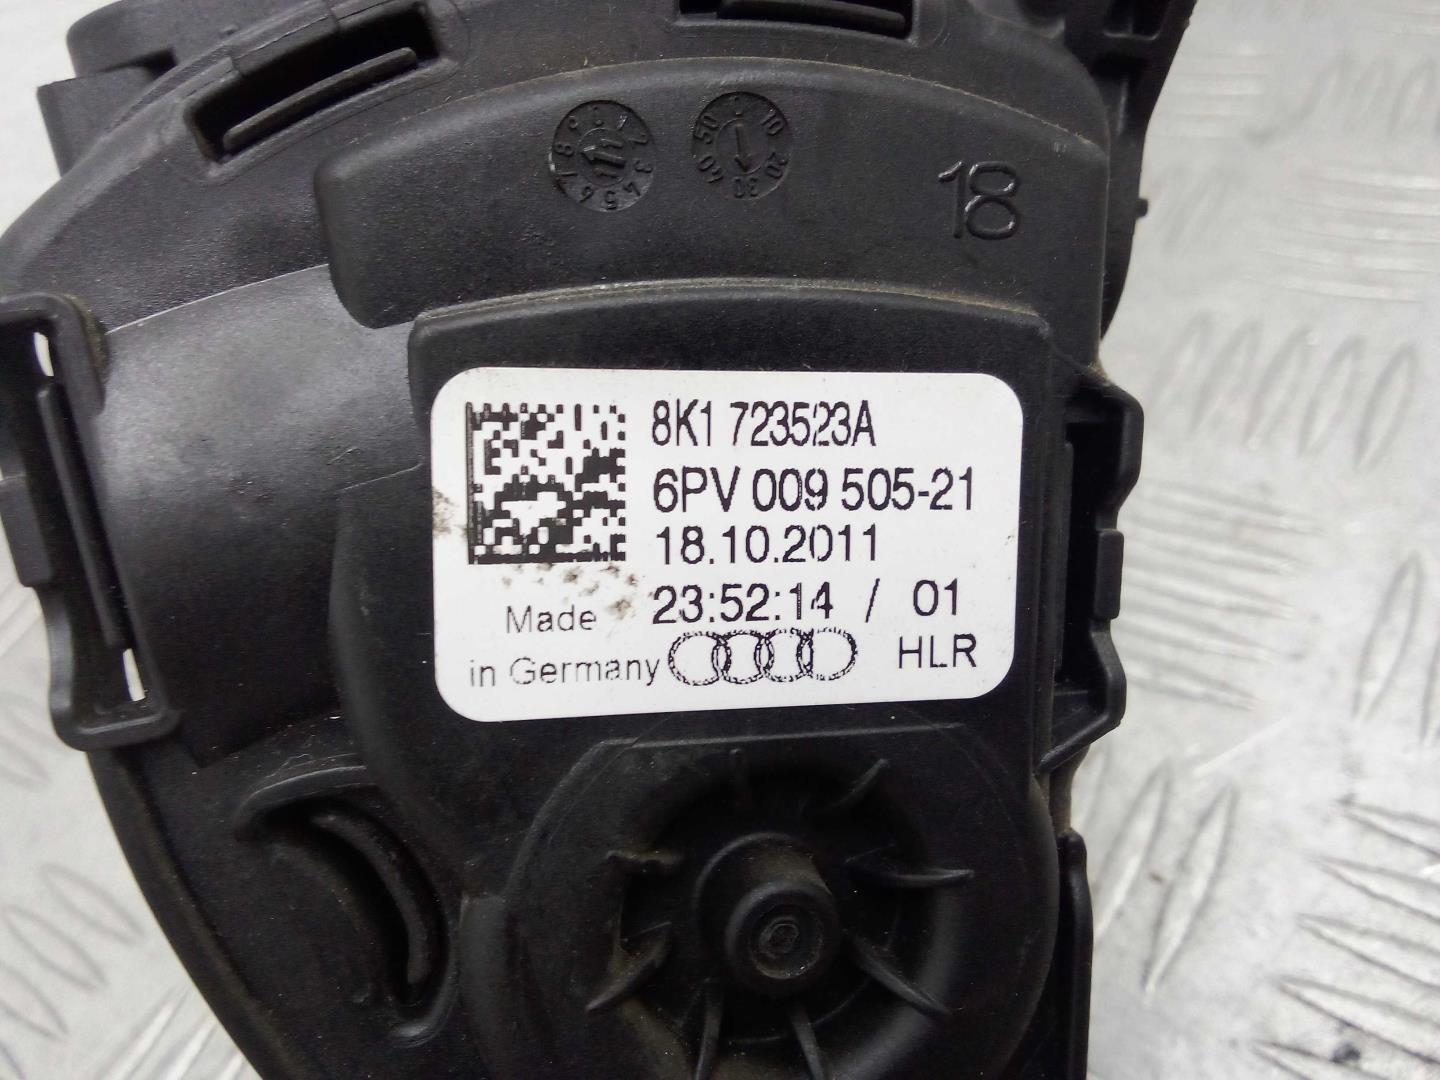 18
8K1 723523A
6PV 009 505-21
18.10.2011
23:52:14 / 01
Made
in Germany
HLR